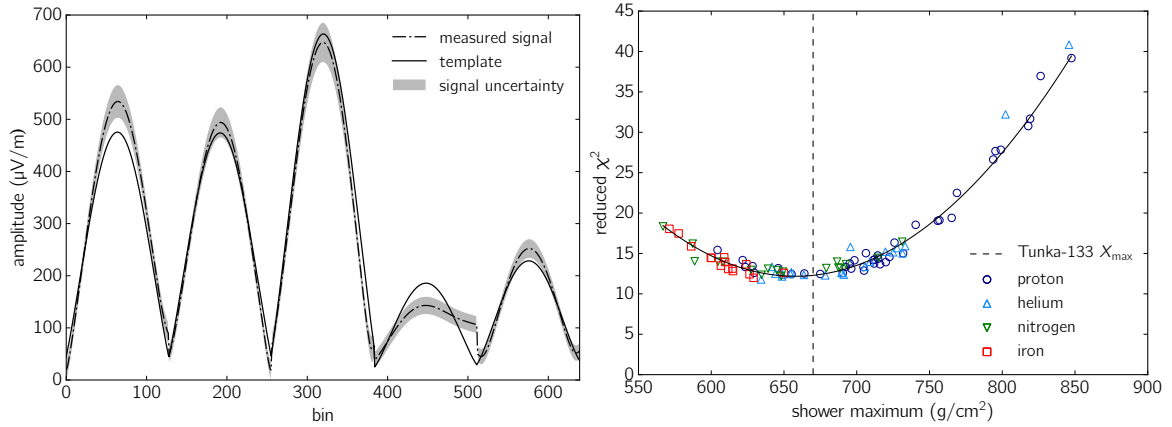 700
600
500
400
300
200
100
0
amplitude (µV/m)
0 100 200 300 400 500 600
bin
measured signal
template
signal uncertainty
45
40
35
30
25
20
15
10
5
0
reduced χ²
550 600 650 700 750 800 850 900
shower maximum (g/cm²)
Tunka-133 Xmax
proton
helium
nitrogen
iron